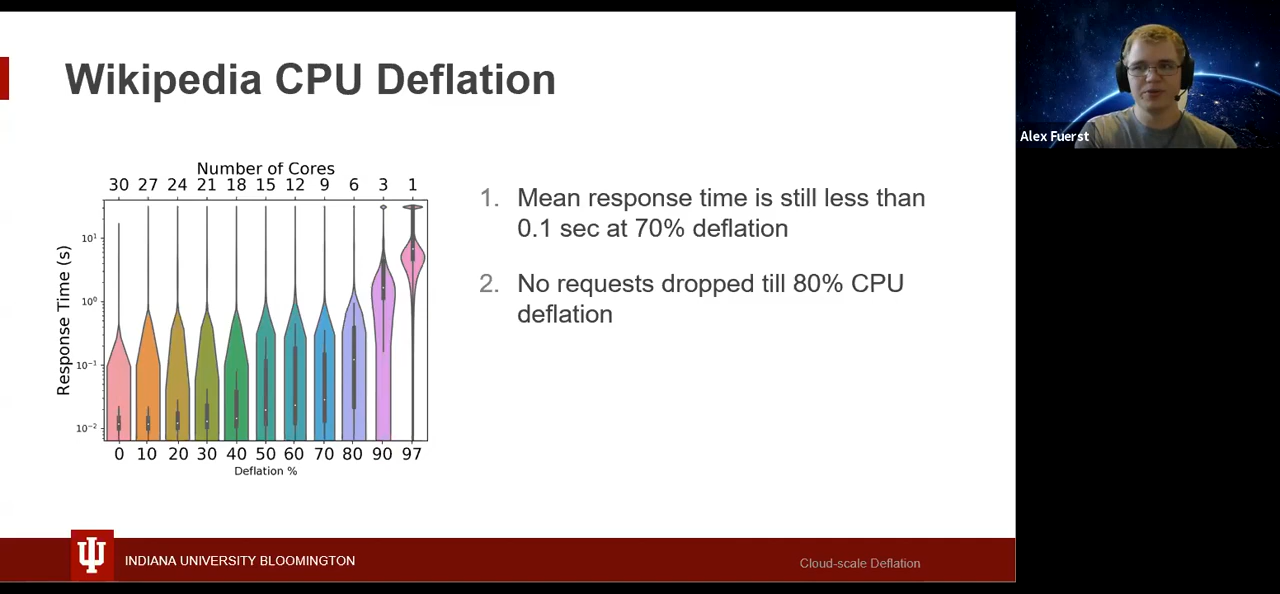 Wikipedia CPU Deflation
Alex Fuerst
Number of Cores
30 27 24 21 18 15 12 9 6 3 1
Response Time (s)
10¹
10⁰
10⁻¹
10⁻²
0 10 20 30 40 50 60 70 80 90 97
Deflation %
1. Mean response time is still less than
0.1 sec at 70% deflation
2. No requests dropped till 80% CPU
deflation
INDIANA UNIVERSITY BLOOMINGTON
Cloud-scale Deflation